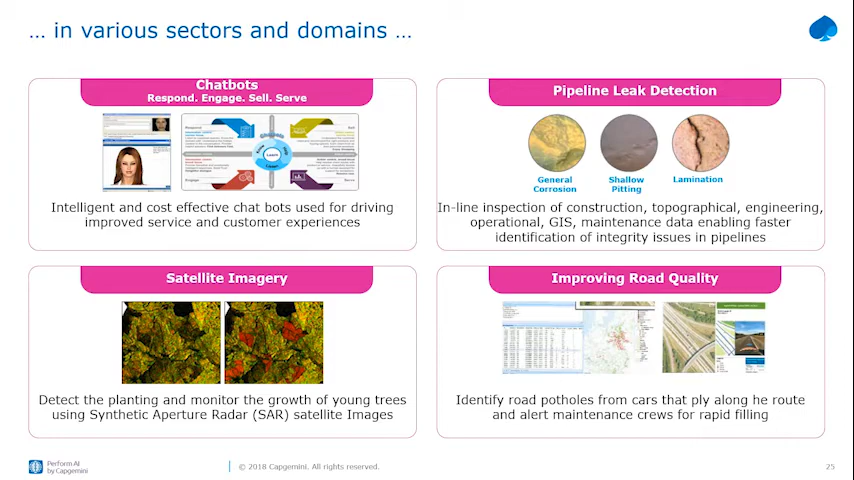 … in various sectors and domains …
Chatbots
Respond. Engage. Sell. Serve
Respond
Sell
Learn
Engage
Serve
Intelligent and cost effective chat bots used for driving
improved service and customer experiences
Pipeline Leak Detection
General
Corrosion
Shallow
Pitting
Lamination
In-line inspection of construction, topographical, engineering,
operational, GIS, maintenance data enabling faster
identification of integrity issues in pipelines
Satellite Imagery
Detect the planting and monitor the growth of young trees
using Synthetic Aperture Radar (SAR) satellite Images
Improving Road Quality
Identify road potholes from cars that ply along he route
and alert maintenance crews for rapid filling
Perform AI
by Capgemini
© 2018 Capgemini. All rights reserved.
25